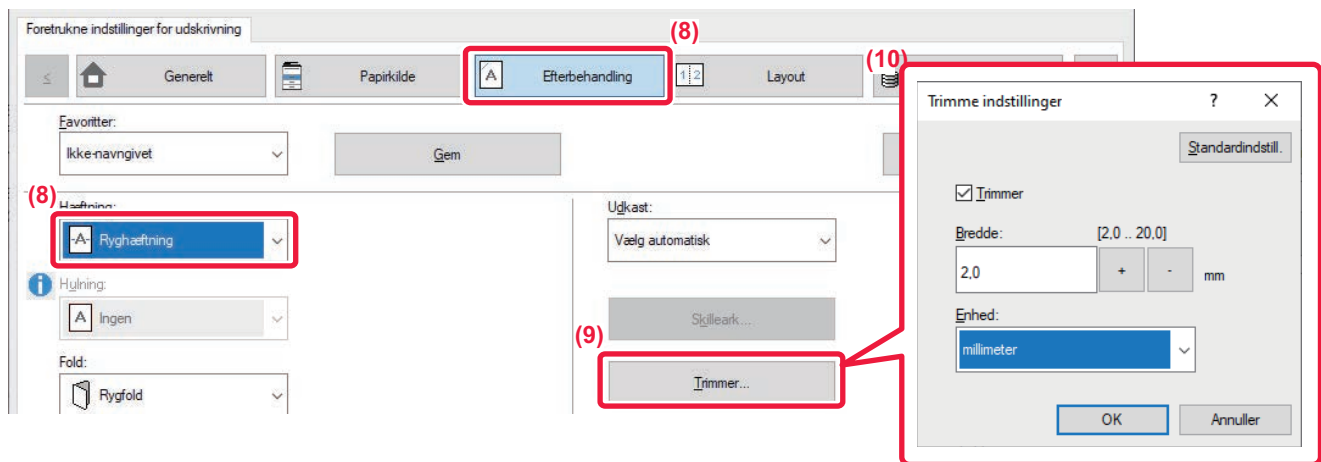 Foretrukne indstillinger for udskrivning
(8)
≤ Generelt Papirkilde A Efterbehandling 1 2 Layout
(10)
Favoritter:
Ikke-navngivet Gem
(8)
Hæftning:
-A- Ryghæftning
Hulning:
A Ingen
Fold:
Rygfold
Udkast:
Vælg automatisk
Skilleark...
(9)
Trimmer...
Trimme indstillinger ? ×
Standardindstill.
Trimmer
Bredde: [2,0 .. 20,0]
2,0 + - mm
Enhed:
millimeter
OK Annuller